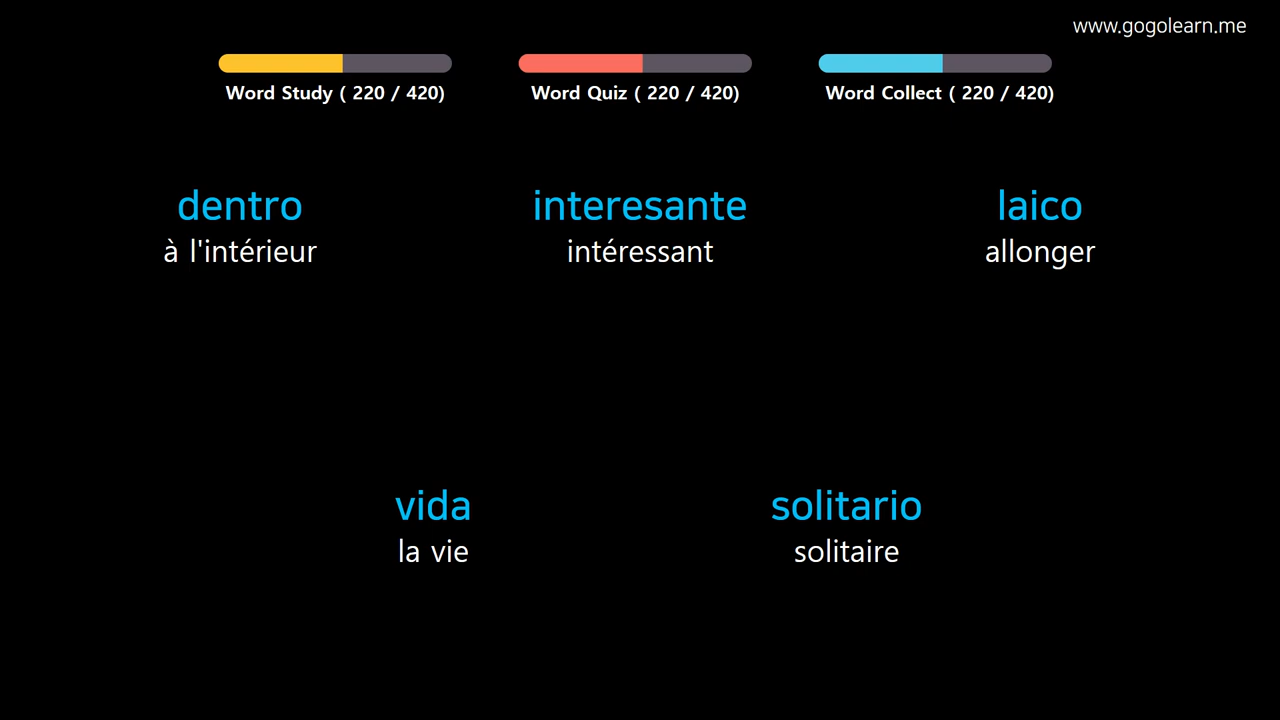 www.gogolearn.me
Word Study ( 220 / 420)
Word Quiz ( 220 / 420)
Word Collect ( 220 / 420)
dentro
à l'intérieur
interesante
intéressant
laico
allonger
vida
la vie
solitario
solitaire